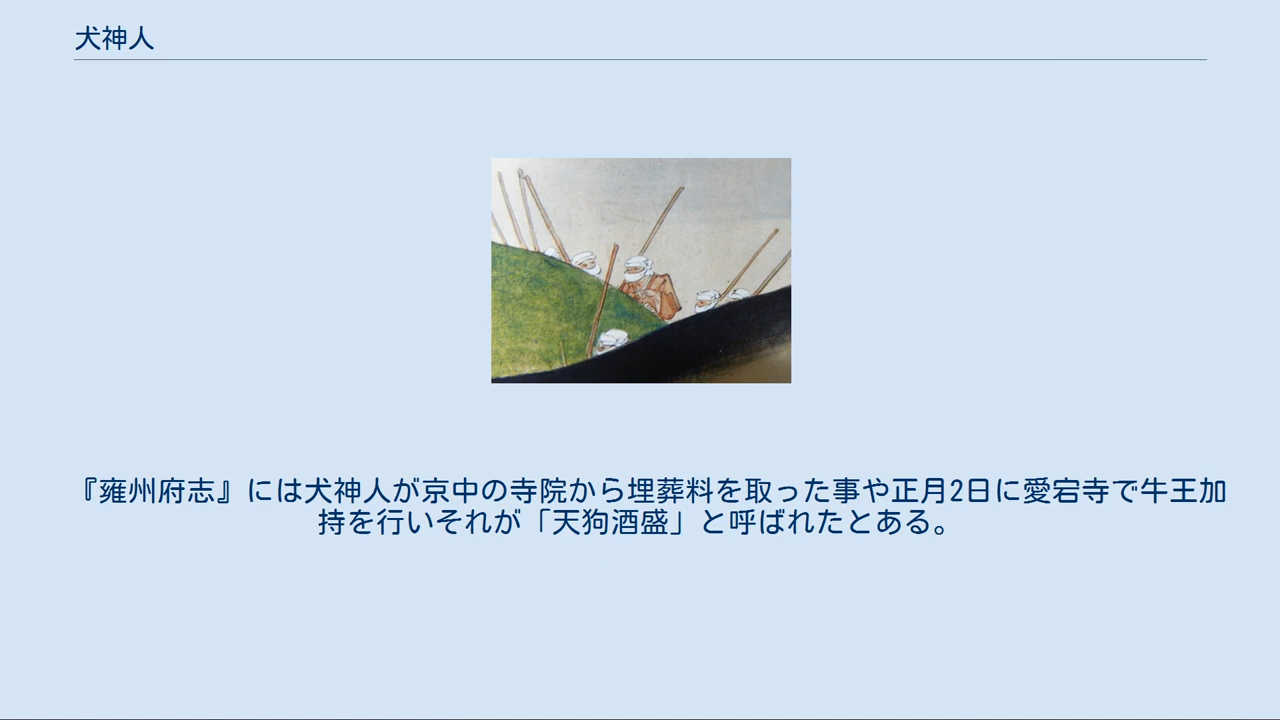 犬神人
『雍州府志』には犬神人が京中の寺院から埋葬料を取った事や正月2日に愛宕寺で牛王加
持を行いそれが「天狗酒盛」と呼ばれたとある。